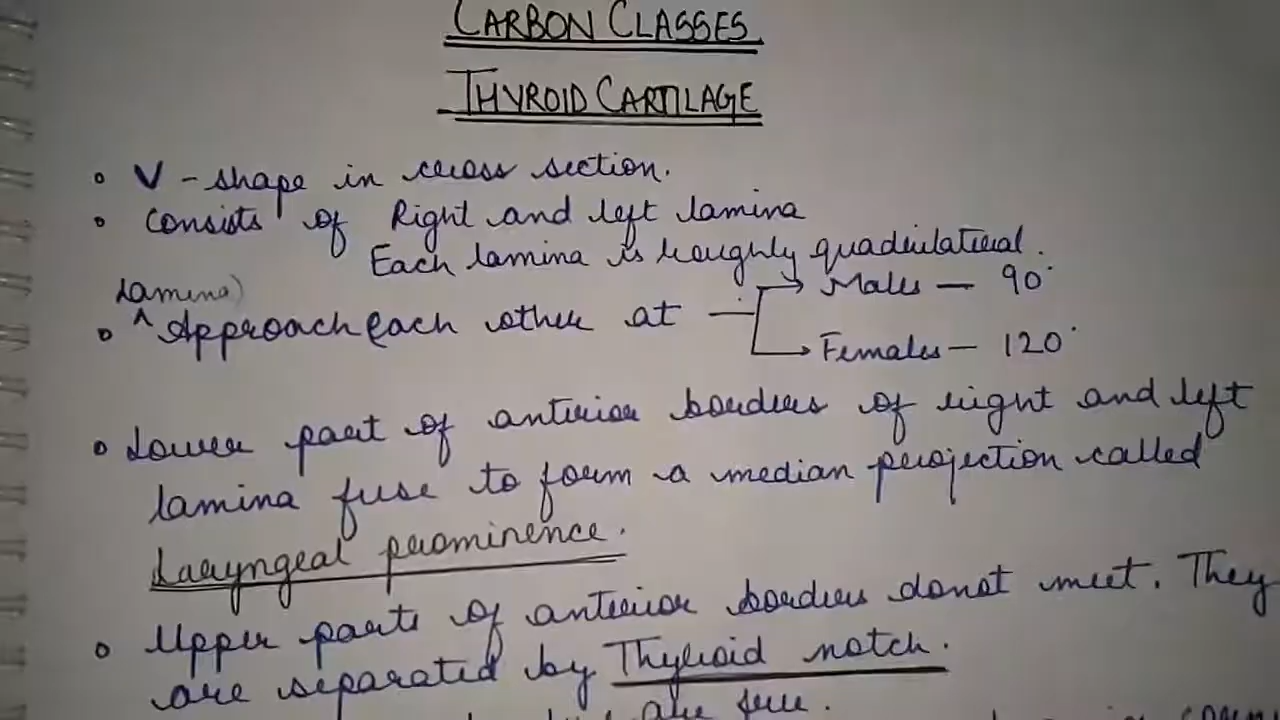 CARBON CLASSES
THYROID CARTILAGE
V - shape in cross section.
Consists of Right and left lamina
Each lamina is roughly quadrilateral.
Lamina)
^ Approach each other at → Males — 90°
→ Females — 120°
Lower part of anterior borders of right and left
lamina fuse to form a median projection called
Laryngeal prominence.
Upper parts of anterior borders donot meet. They
are separated by Thyroid notch.
are free.